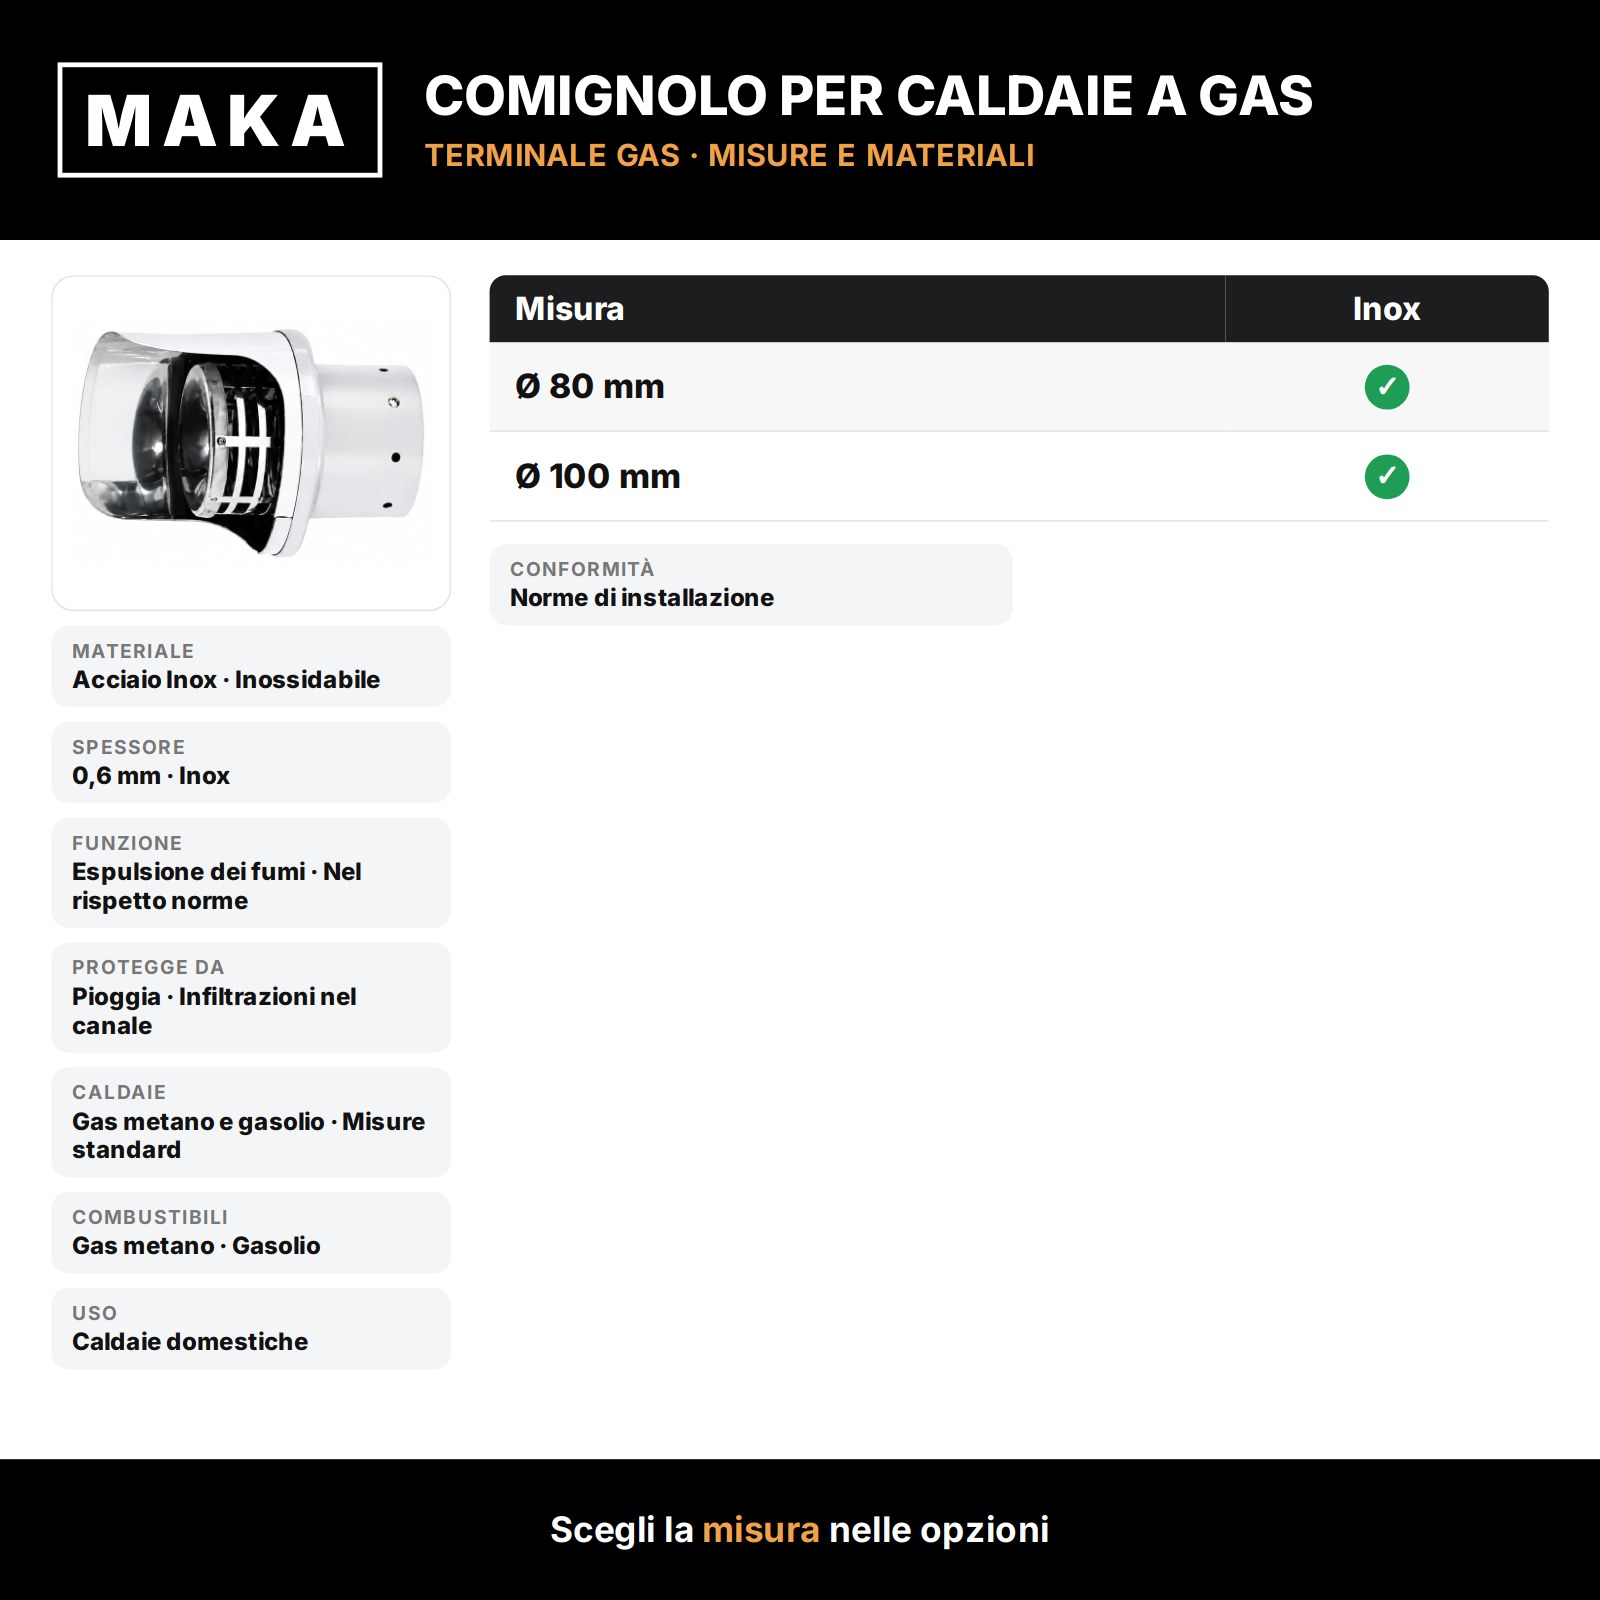 MAKA
COMIGNOLO PER CALDAIE A GAS
TERMINALE GAS · MISURE E MATERIALI
Misura Inox
Ø 80 mm ✓
Ø 100 mm ✓
CONFORMITÀ
Norme di installazione
MATERIALE
Acciaio Inox · Inossidabile
SPESSORE
0,6 mm · Inox
FUNZIONE
Espulsione dei fumi · Nel
rispetto norme
PROTEGGE DA
Pioggia · Infiltrazioni nel
canale
CALDAIE
Gas metano e gasolio · Misure
standard
COMBUSTIBILI
Gas metano · Gasolio
USO
Caldaie domestiche
Scegli la misura nelle opzioni